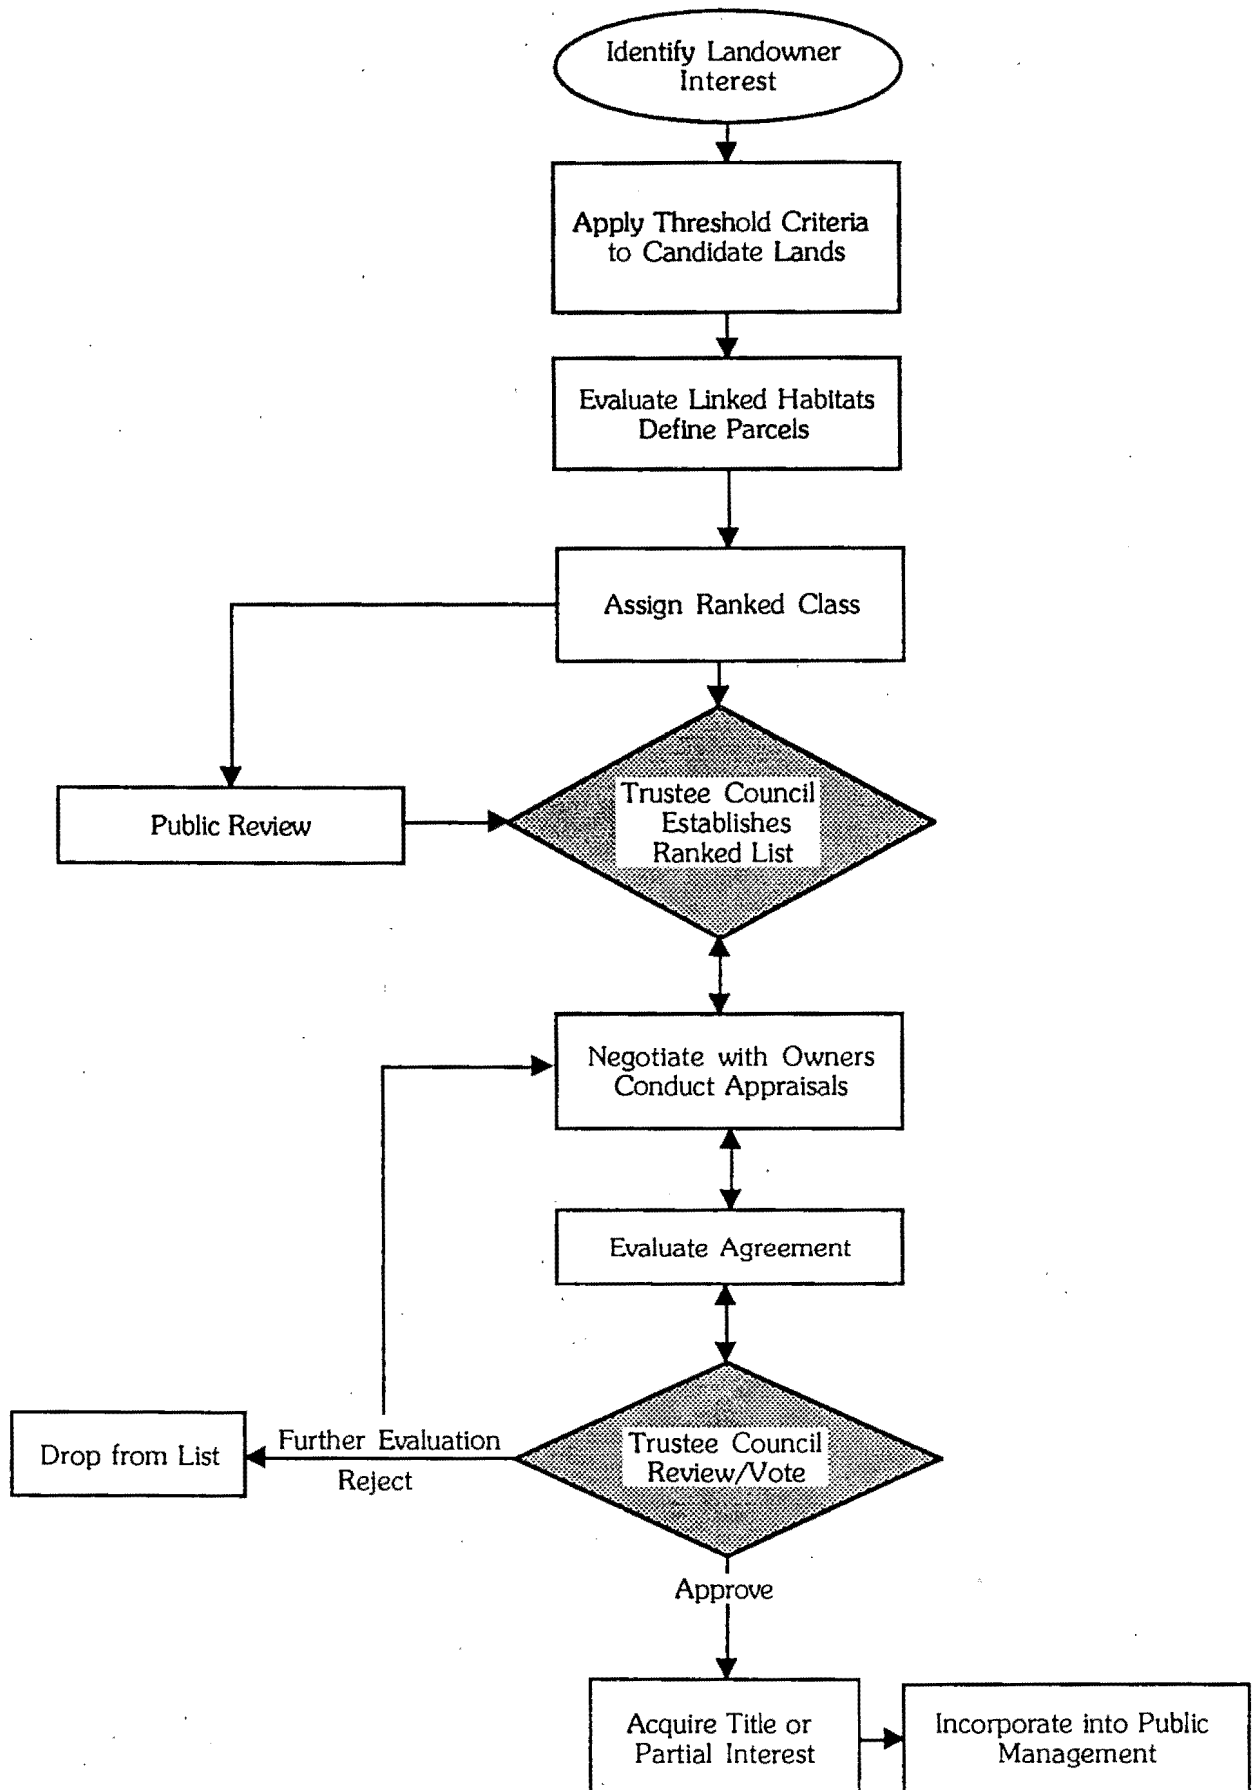 Identify Landowner
Interest
Apply Threshold Criteria
to Candidate Lands
Evaluate Linked Habitats
Define Parcels
Assign Ranked Class
Public Review
Trustee Council
Establishes
Ranked List
Negotiate with Owners
Conduct Appraisals
Evaluate Agreement
Drop from List
Further Evaluation
Reject
Trustee Council
Review/Vote
Approve
Acquire Title or
Partial Interest
Incorporate into Public
Management